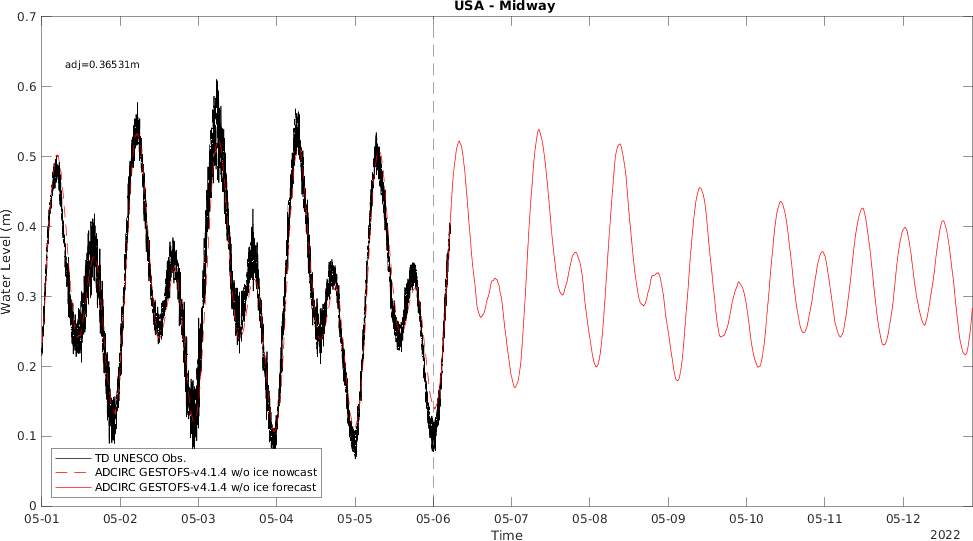 USA - Midway
adj=0.36531m
Water Level (m)
0.7
0.6
0.5
0.4
0.3
0.2
0.1
0
TD UNESCO Obs.
ADCIRC GESTOFS-v4.1.4 w/o ice nowcast
ADCIRC GESTOFS-v4.1.4 w/o ice forecast
05-01 05-02 05-03 05-04 05-05 05-06 05-07 05-08 05-09 05-10 05-11 05-12
Time
2022